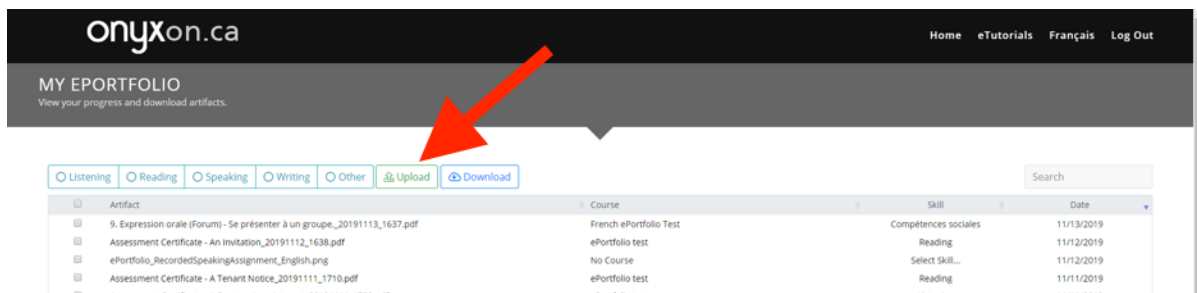 onyxon.ca
Home eTutorials Français Log Out
MY EPORTFOLIO
View your progress and download artifacts.
Listening Reading Speaking Writing Other Upload Download Search
Artifact Course Skill Date
9. Expression orale (Forum) - Se présenter à un groupe._20191113_1637.pdf French ePortfolio Test Compétences sociales 11/13/2019
Assessment Certificate - An Invitation_20191112_1638.pdf ePortfolio test Reading 11/12/2019
ePortfolio_RecordedSpeakingAssignment_English.png No Course Select Skill... 11/12/2019
Assessment Certificate - A Tenant Notice_20191111_1710.pdf ePortfolio test Reading 11/11/2019